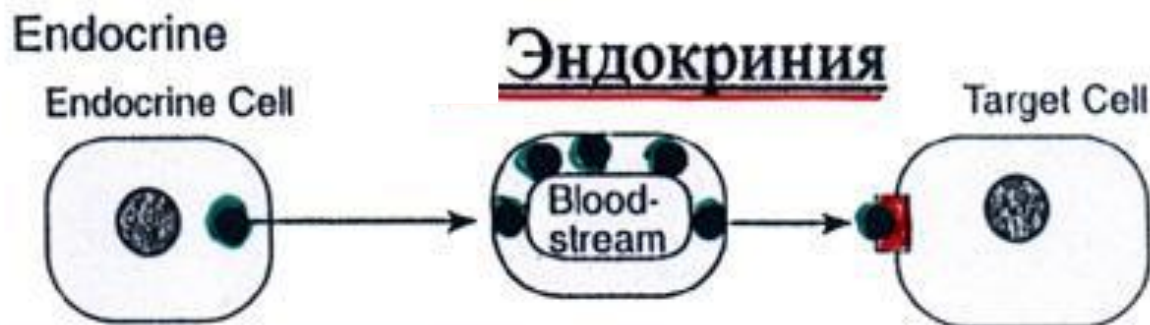 Endocrine
Эндокриния
Endocrine Cell
Target Cell
Blood-
stream